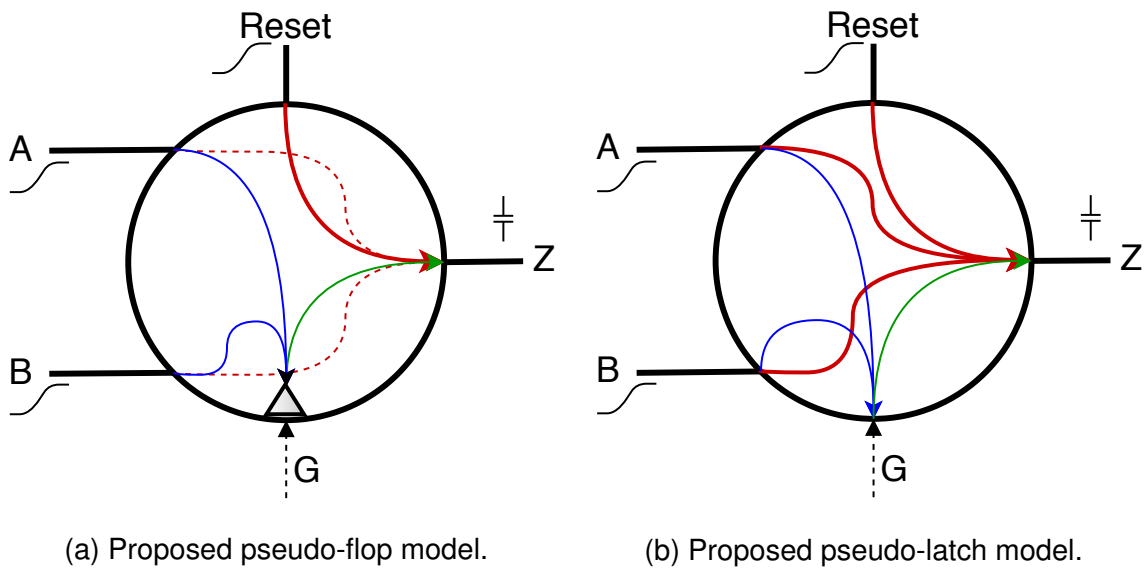 Reset
A
B
Z
G
(a) Proposed pseudo-flop model.
Reset
A
B
Z
G
(b) Proposed pseudo-latch model.